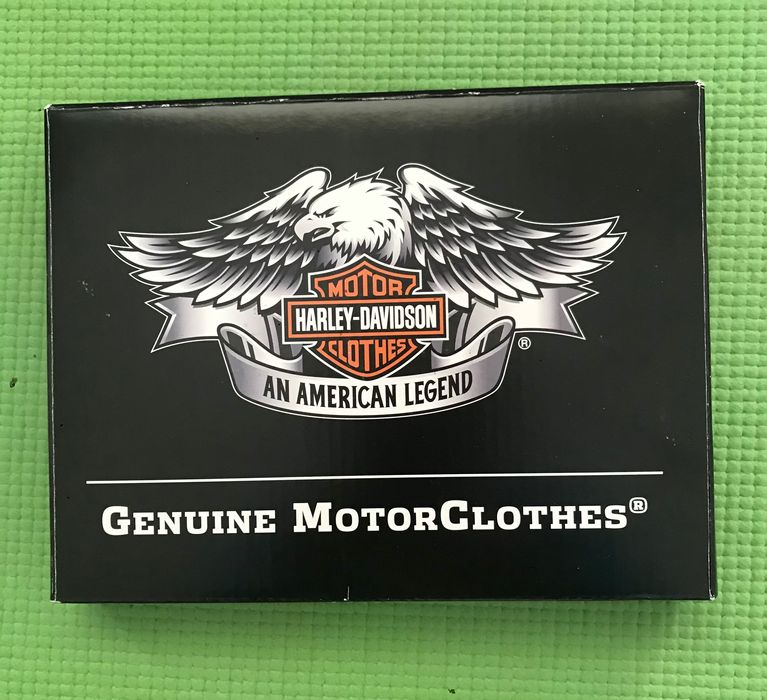 MOTOR
HARLEY-DAVIDSON
CLOTHES
®
AN AMERICAN LEGEND
GENUINE MOTORCLOTHES®